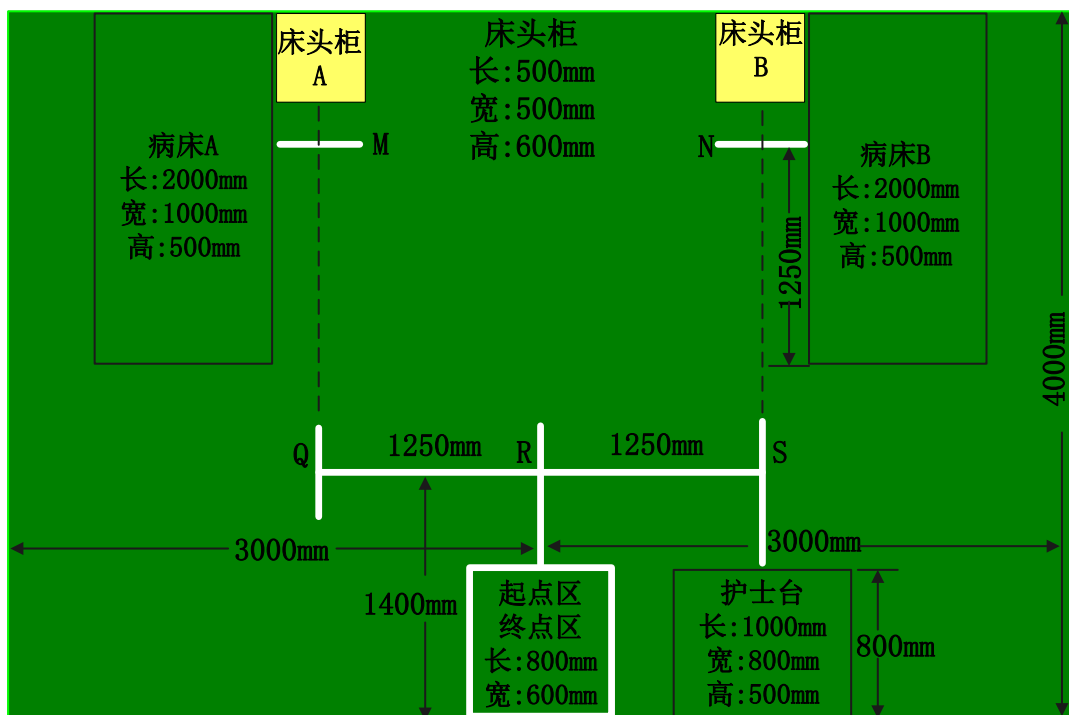 床头柜
A
床头柜
长:500mm
宽:500mm
高:600mm
床头柜
B
病床A
长:2000mm
宽:1000mm
高:500mm
M
N
病床B
长:2000mm
宽:1000mm
高:500mm
1250mm
4000mm
Q
1250mm
R
1250mm
S
3000mm
3000mm
1400mm
起点区
终点区
长:800mm
宽:600mm
护士台
长:1000mm
宽:800mm
高:500mm
800mm